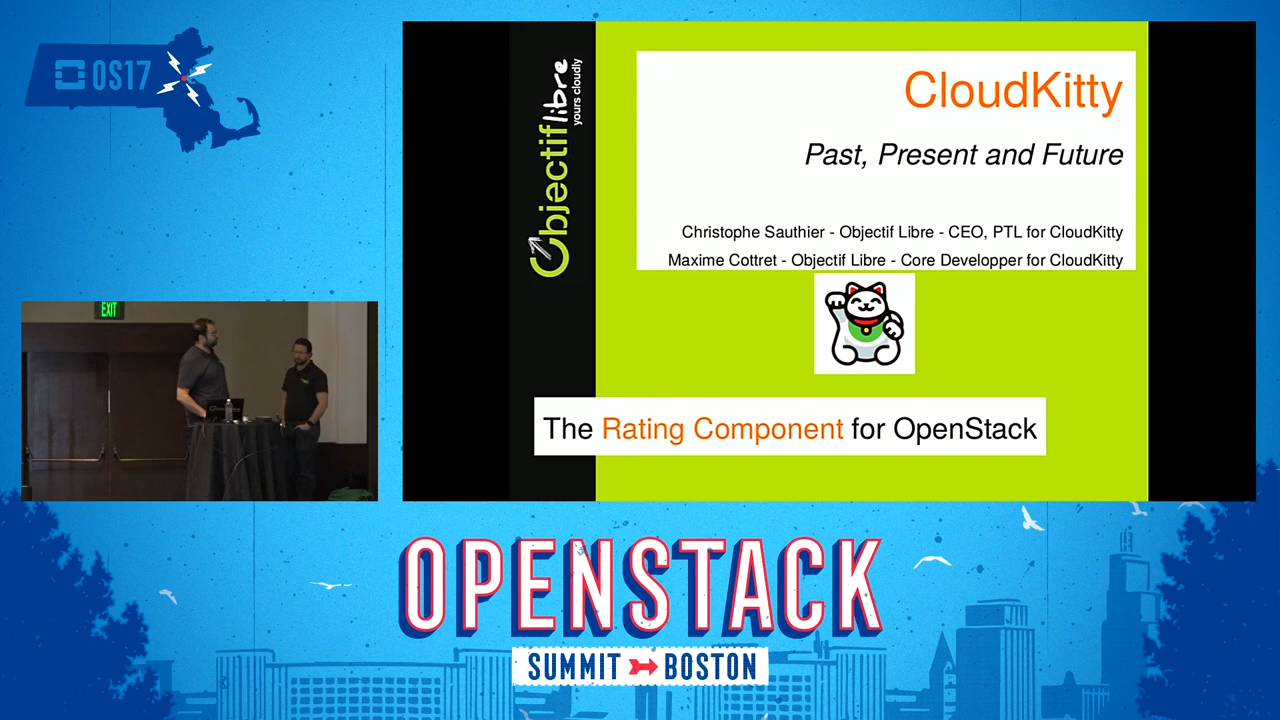 OS17
EXIT
Objectif libre
yours cloudly
CloudKitty
Past, Present and Future
Christophe Sauthier - Objectif Libre - CEO, PTL for CloudKitty
Maxime Cottret - Objectif Libre - Core Developper for CloudKitty
The Rating Component for OpenStack
OPENSTACK
SUMMIT BOSTON